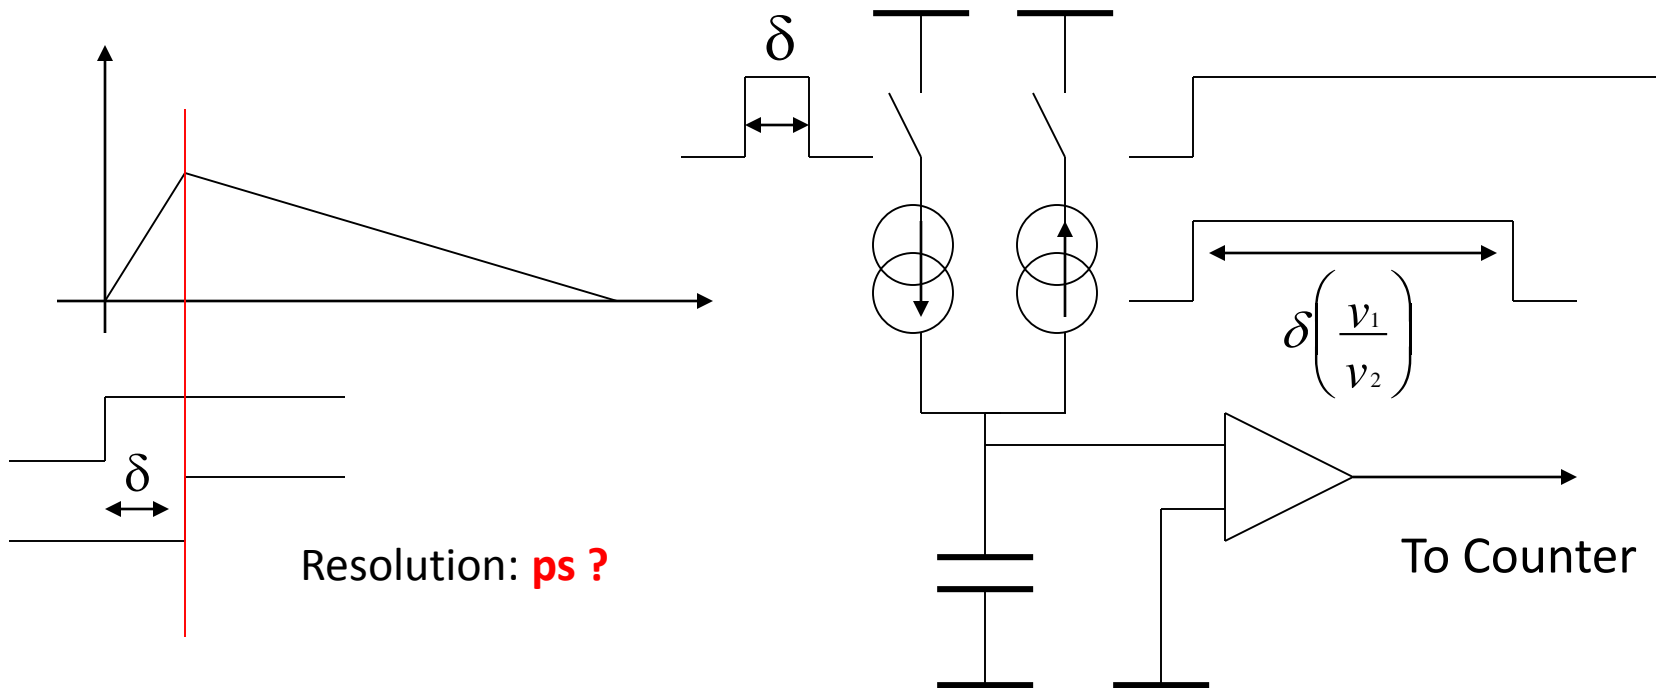 δ
δ
Resolution: ps ?
δ(v₁/v₂)
To Counter